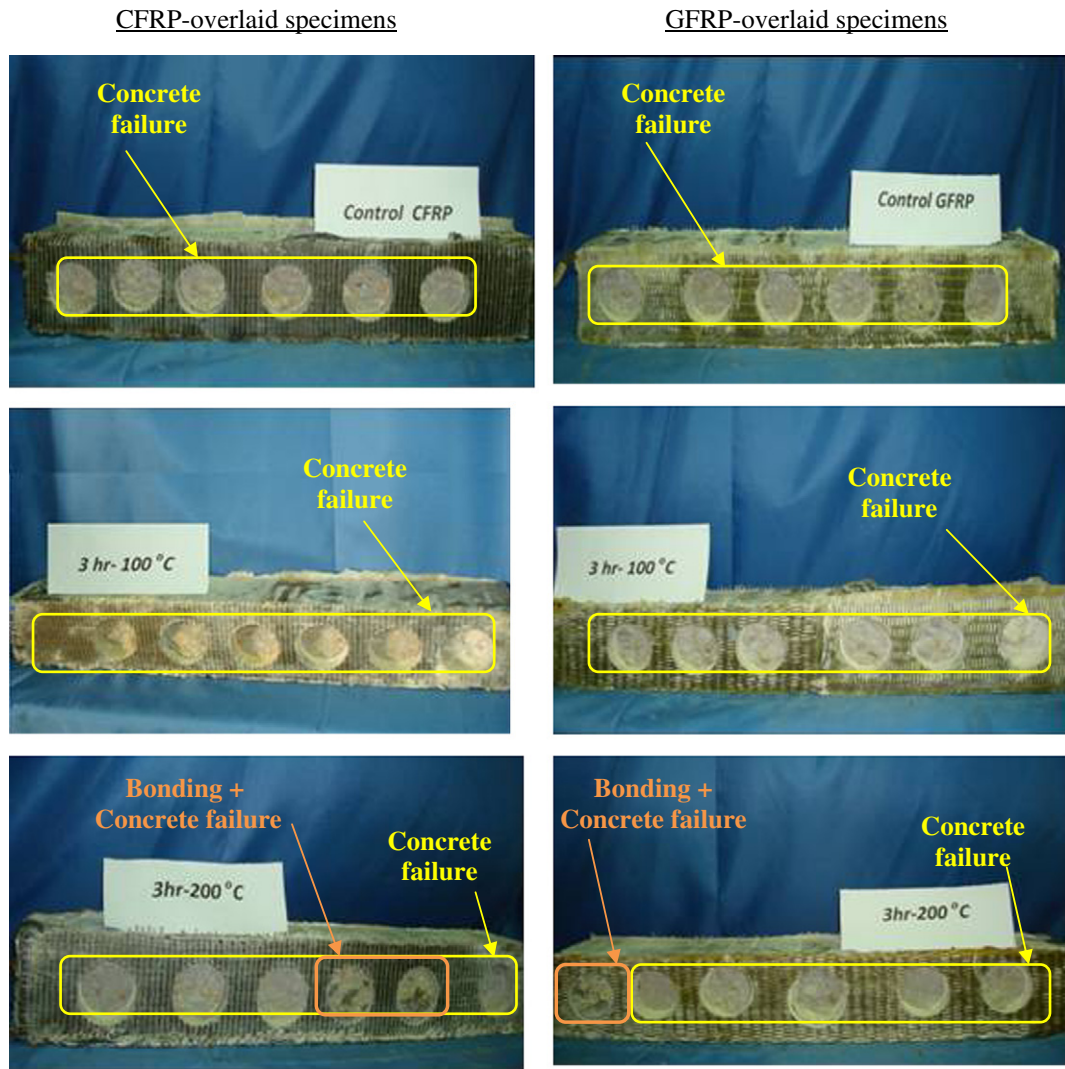 CFRP-overlaid specimens
GFRP-overlaid specimens
Concrete
failure
Control CFRP
Concrete
failure
Control GFRP
Concrete
failure
3 hr- 100 °C
Concrete
failure
3 hr- 100 °C
Bonding +
Concrete failure
Concrete
failure
3hr-200 °C
Bonding +
Concrete failure
Concrete
failure
3hr-200 °C